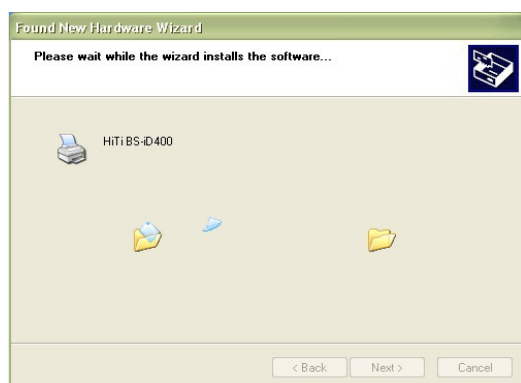 Found New Hardware Wizard
Please wait while the wizard installs the software...
HiTi BS-iD400
< Back
Next >
Cancel